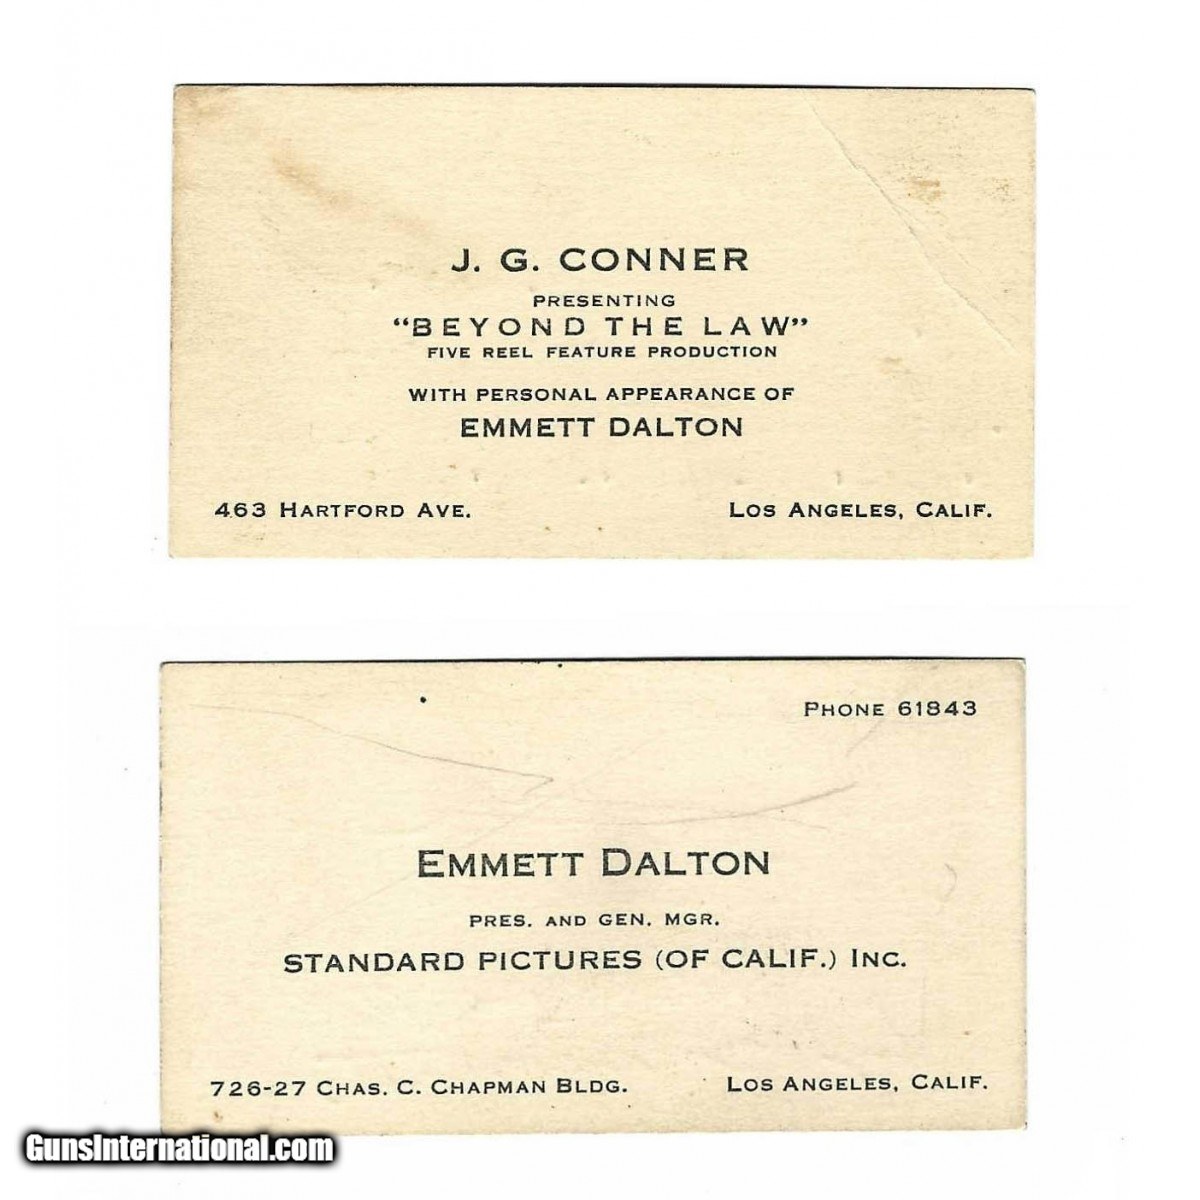 J. G. CONNER
PRESENTING
"BEYOND THE LAW"
FIVE REEL FEATURE PRODUCTION
WITH PERSONAL APPEARANCE OF
EMMETT DALTON
463 HARTFORD AVE. LOS ANGELES, CALIF.
PHONE 61843
EMMETT DALTON
PRES. AND GEN. MGR.
STANDARD PICTURES (OF CALIF.) INC.
726-27 CHAS. C. CHAPMAN BLDG. LOS ANGELES, CALIF.
GunsInternational.com